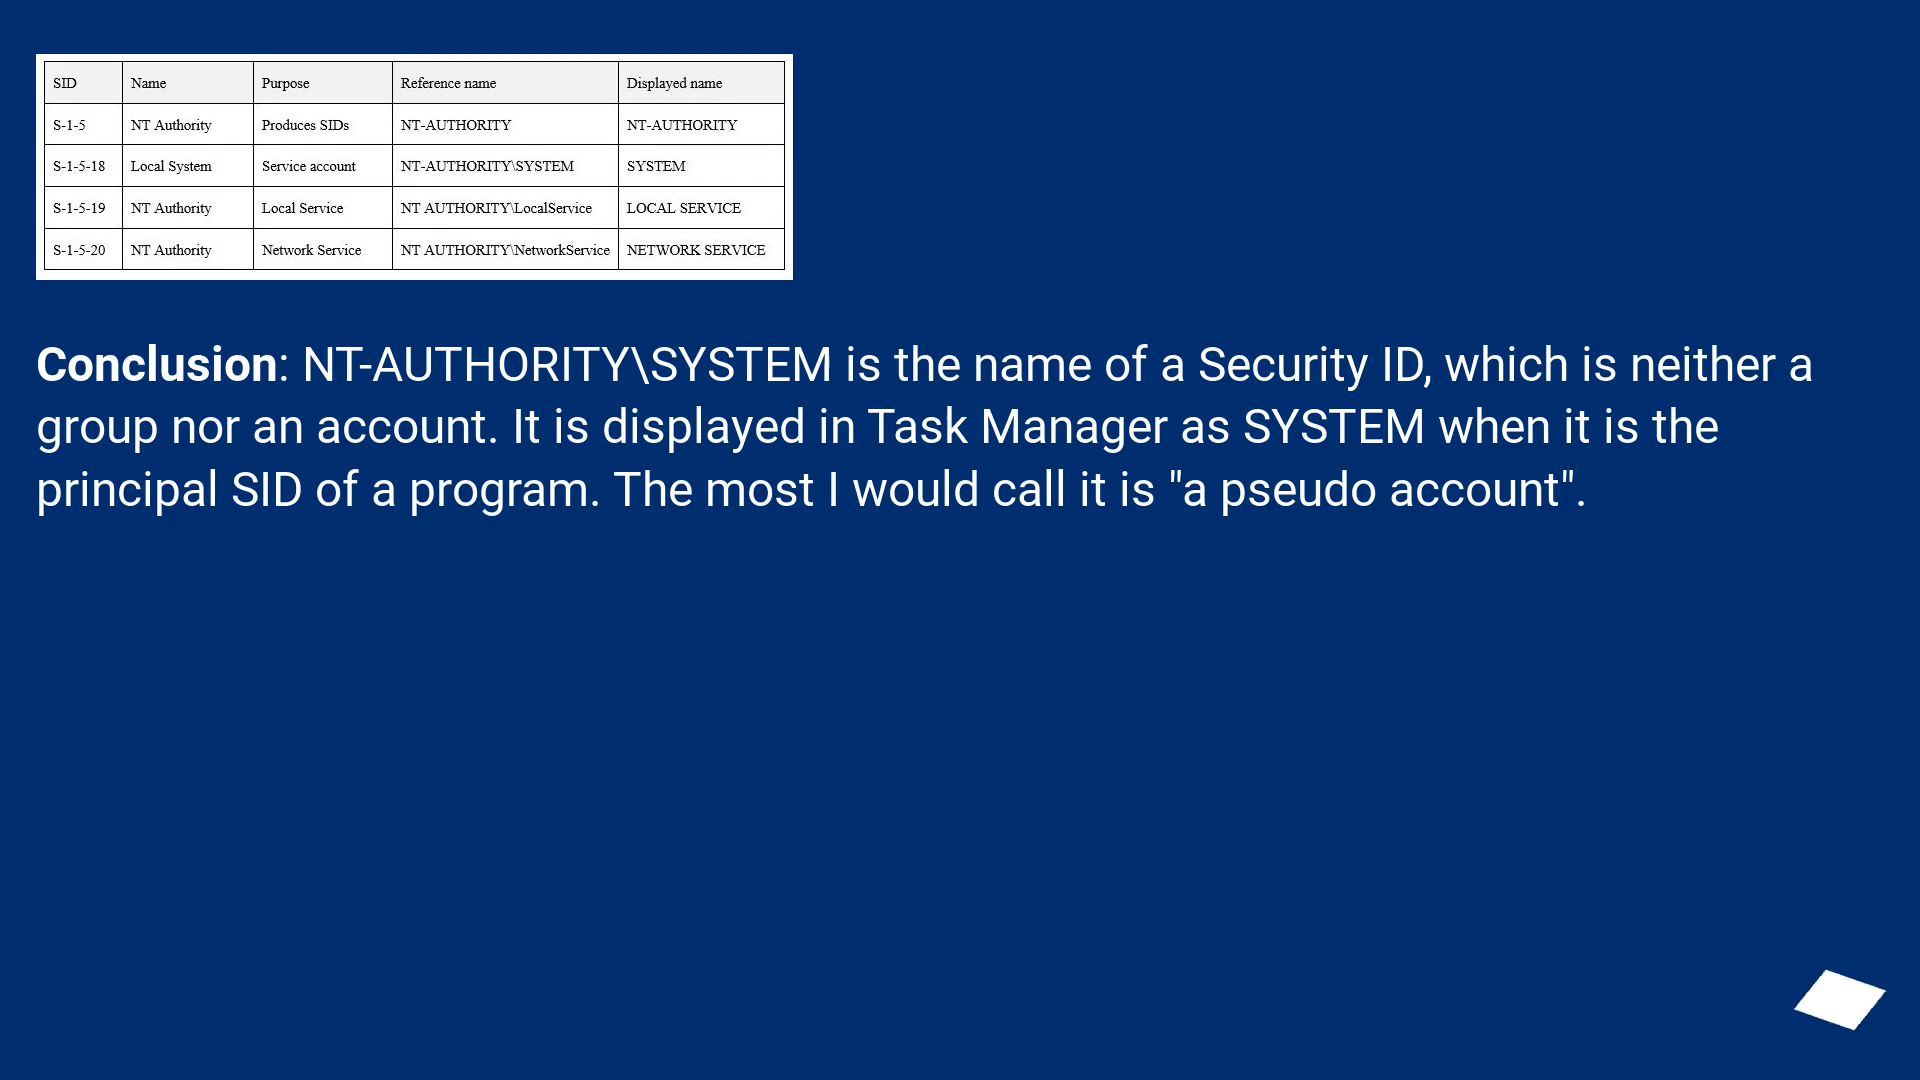 SID Name Purpose Reference name Displayed name
S-1-5 NT Authority Produces SIDs NT-AUTHORITY NT-AUTHORITY
S-1-5-18 Local System Service account NT-AUTHORITY\SYSTEM SYSTEM
S-1-5-19 NT Authority Local Service NT AUTHORITY\LocalService LOCAL SERVICE
S-1-5-20 NT Authority Network Service NT AUTHORITY\NetworkService NETWORK SERVICE
Conclusion: NT-AUTHORITY\SYSTEM is the name of a Security ID, which is neither a
group nor an account. It is displayed in Task Manager as SYSTEM when it is the
principal SID of a program. The most I would call it is "a pseudo account".